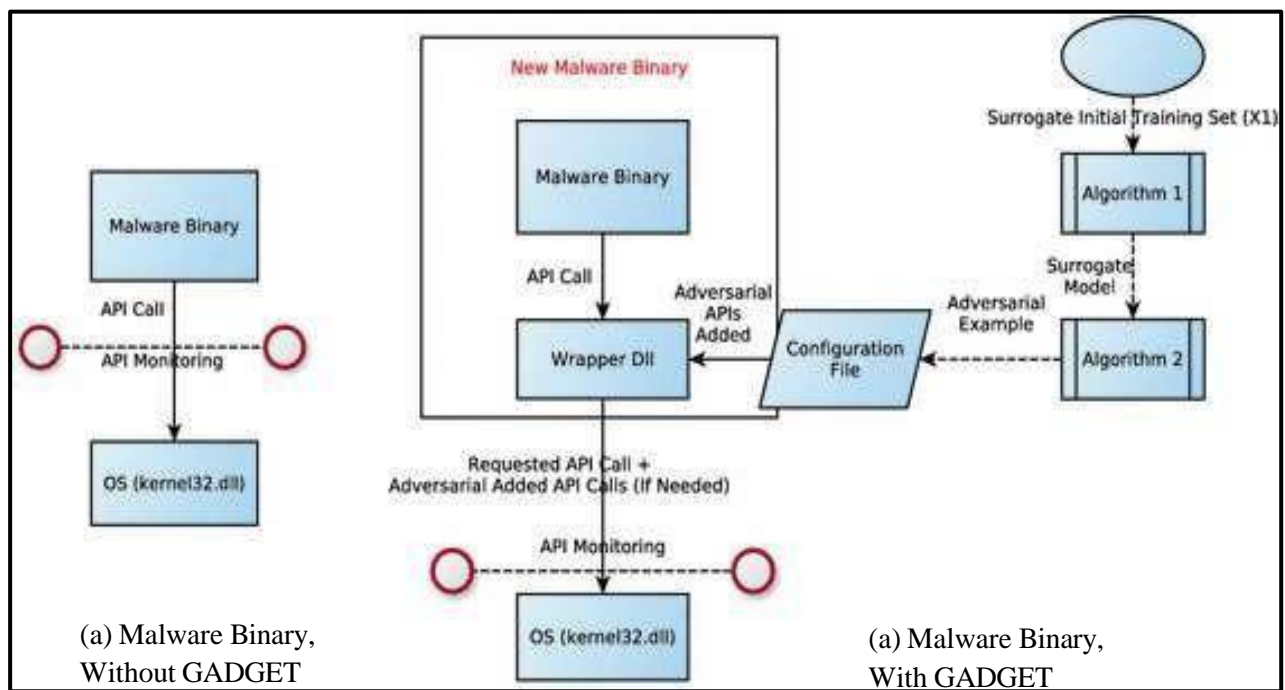 Malware Binary
API Call
API Monitoring
OS (kernel32.dll)
(a) Malware Binary,
Without GADGET
New Malware Binary
Malware Binary
API Call
Wrapper Dll
Adversarial
APIs
Added
Requested API Call +
Adversarial Added API Calls (If Needed)
API Monitoring
OS (kernel32.dll)
Configuration
File
Adversarial
Example
Surrogate Initial Training Set (X1)
Algorithm 1
Surrogate
Model
Algorithm 2
(a) Malware Binary,
With GADGET